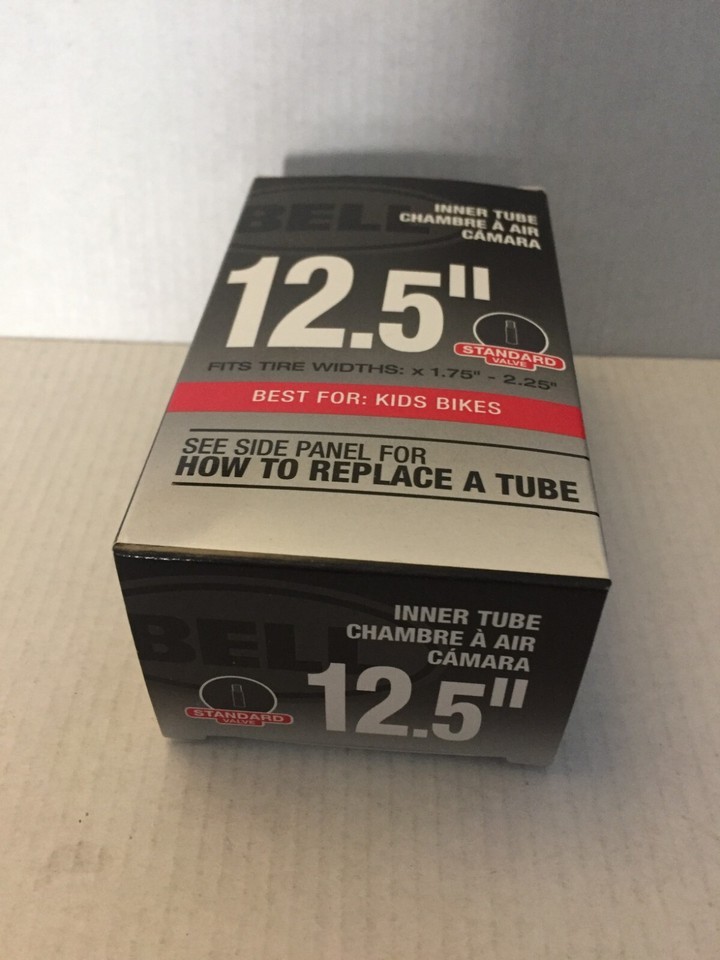 BELL
INNER TUBE
CHAMBRE À AIR
CÁMARA
12.5"
STANDARD
VALVE
FITS TIRE WIDTHS: x 1.75" - 2.25"
BEST FOR: KIDS BIKES
SEE SIDE PANEL FOR
HOW TO REPLACE A TUBE
BELL
INNER TUBE
CHAMBRE À AIR
CÁMARA
12.5"
STANDARD
VALVE